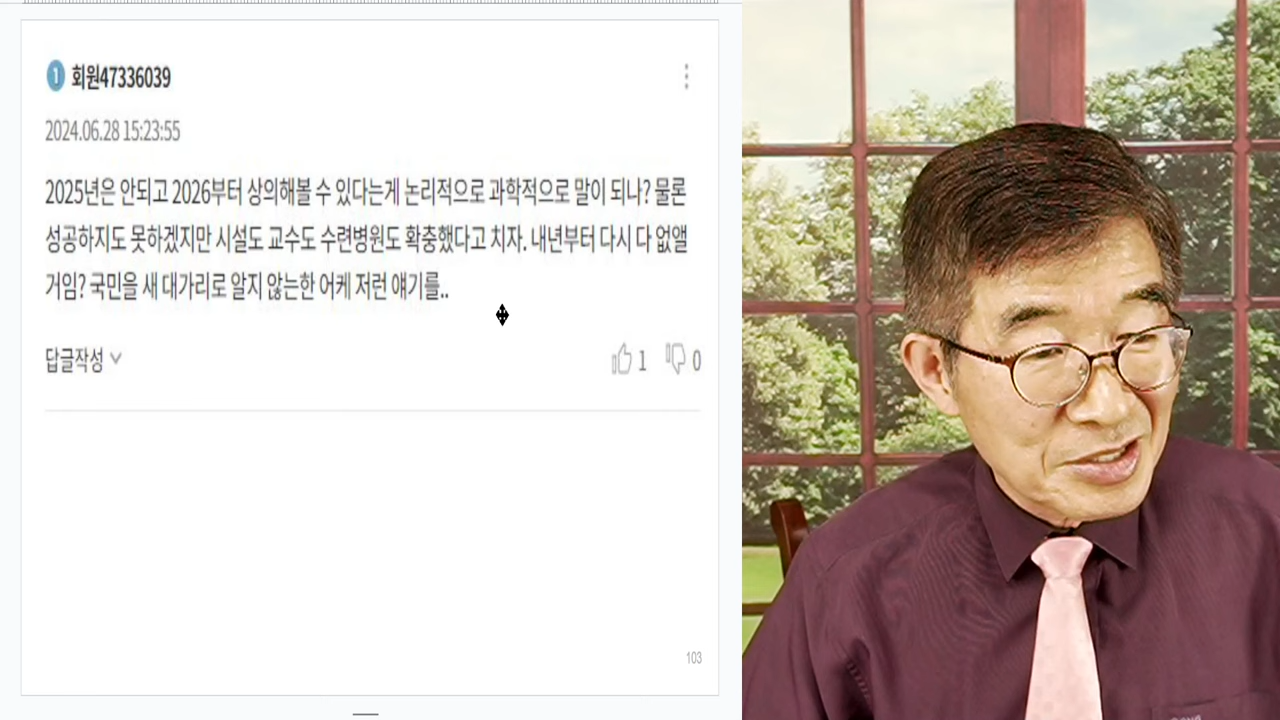 1 회원47336039
2024.06.28 15:23:55
2025년은 안되고 2026부터 상의해볼 수 있다는게 논리적으로 과학적으로 말이 되나? 물론
성공하지도 못하겠지만 시설도 교수도 수련병원도 확충했다고 치자. 내년부터 다시 다 없앨
거임? 국민을 새 대가리로 알지 않는한 어케 저런 얘기를..
답글작성
1 0
103